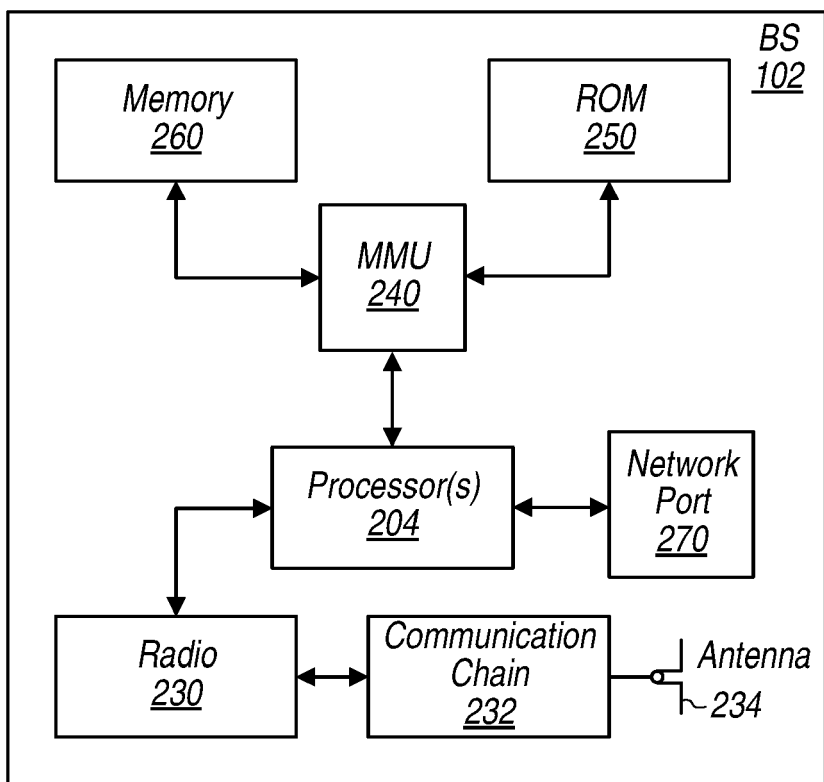 BS
102
Memory
260
ROM
250
MMU
240
Processor(s)
204
Network
Port
270
Radio
230
Communication
Chain
232
Antenna
234